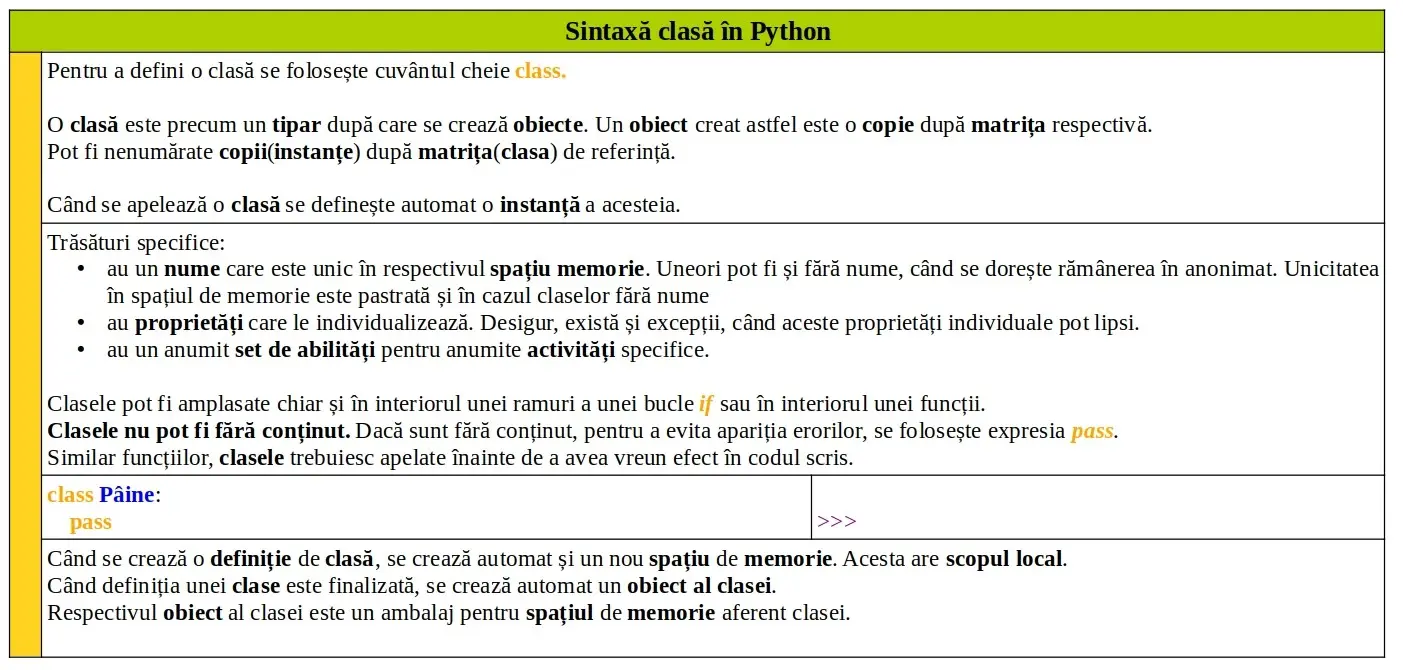 Sintaxă clasă în Python
Pentru a defini o clasă se folosește cuvântul cheie class.
O clasă este precum un tipar după care se crează obiecte. Un obiect creat astfel este o copie după matrița respectivă.
Pot fi nenumărate copii(instanțe) după matrița(clasa) de referință.
Când se apelează o clasă se definește automat o instanță a acesteia.
Trăsături specifice:
• au un nume care este unic în respectivul spațiu memorie. Uneori pot fi și fără nume, când se dorește rămânerea în anonimat. Unicitatea
în spațiul de memorie este pastrată și în cazul claselor fără nume
• au proprietăți care le individualizează. Desigur, există și excepții, când aceste proprietăți individuale pot lipsi.
• au un anumit set de abilități pentru anumite activități specifice.
Clasele pot fi amplasate chiar și în interiorul unei ramuri a unei bucle if sau în interiorul unei funcții.
Clasele nu pot fi fără conținut. Dacă sunt fără conținut, pentru a evita apariția erorilor, se folosește expresia pass.
Similar funcțiilor, clasele trebuiesc apelate înainte de a avea vreun efect în codul scris.
class Pâine:
pass
>>>
Când se crează o definiție de clasă, se crează automat și un nou spațiu de memorie. Acesta are scopul local.
Când definiția unei clase este finalizată, se crează automat un obiect al clasei.
Respectivul obiect al clasei este un ambalaj pentru spațiul de memorie aferent clasei.